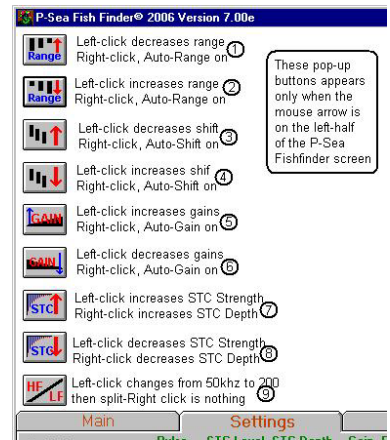 P-Sea Fish Finder® 2006 Version 7.00e
Range
Left-click decreases range
Right-click, Auto-Range on 1
Range
Left-click increases range
Right-click, Auto-Range on 2
These pop-up
buttons appears
only when the
mouse arrow is
on the left-half
of the P-Sea
Fishfinder screen
Left-click decreases shift
Right-click, Auto-Shift on 3
Left-click increases shif
Right-click, Auto-Shift on 4
GAIN
Left-click increases gains
Right-click, Auto-Gain on 5
GAIN
Left-click decreases gains
Right-click, Auto-Gain on 6
STC
Left-click increases STC Strength
Right-click increases STC Depth 7
STC
Left-click decreases STC Strength
Right-click decreases STC Depth 8
HF
LF
Left-click changes from 50khz to 200
then split-Right click is nothing 9
Main
Settings
Pulse STC Level STC Depth Gain